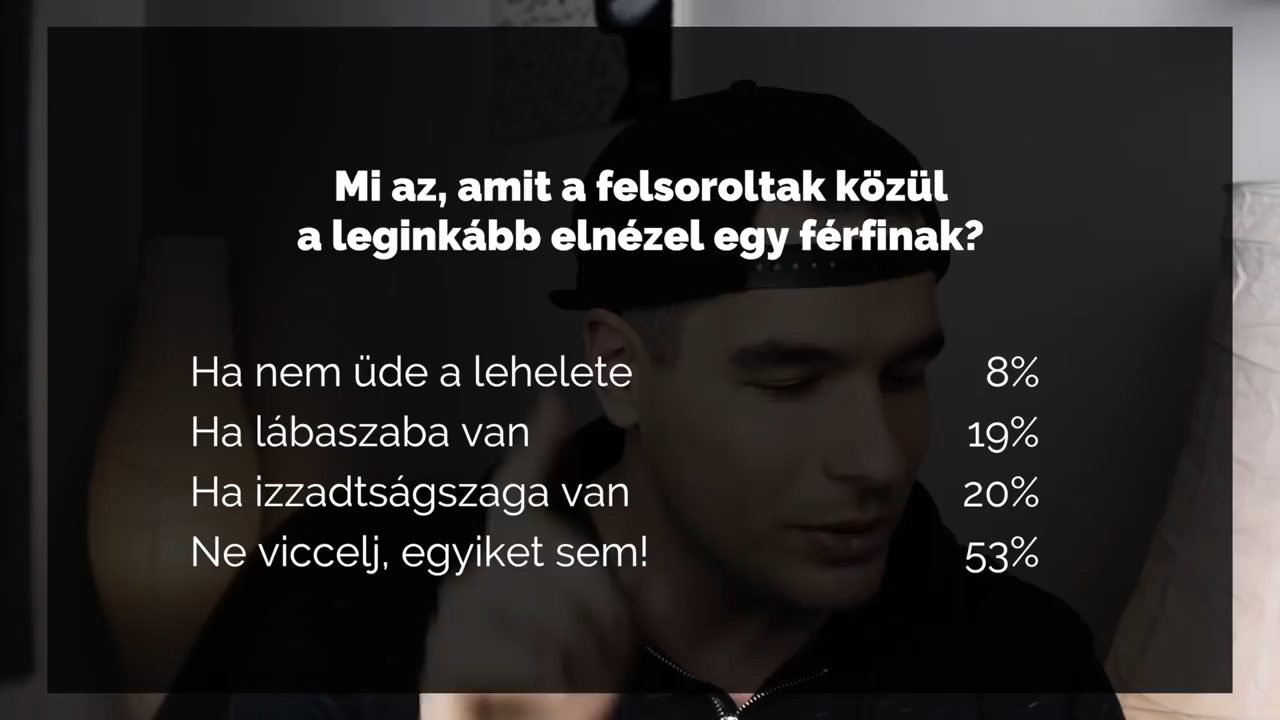 Mi az, amit a felsoroltak közül
a leginkább elnézel egy férfinak?
Ha nem üde a lehelete 8%
Ha lábaszaba van 19%
Ha izzadtságszaga van 20%
Ne viccelj, egyiket sem! 53%